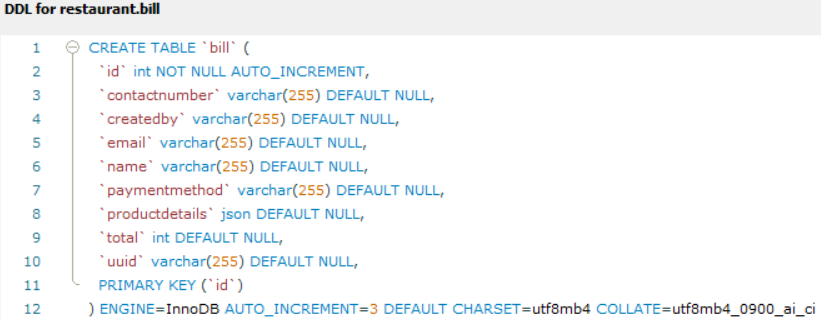 DDL for restaurant.bill
1 CREATE TABLE `bill` (
2 `id` int NOT NULL AUTO_INCREMENT,
3 `contactnumber` varchar(255) DEFAULT NULL,
4 `createdby` varchar(255) DEFAULT NULL,
5 `email` varchar(255) DEFAULT NULL,
6 `name` varchar(255) DEFAULT NULL,
7 `paymentmethod` varchar(255) DEFAULT NULL,
8 `productdetails` json DEFAULT NULL,
9 `total` int DEFAULT NULL,
10 `uuid` varchar(255) DEFAULT NULL,
11 PRIMARY KEY (`id`)
12 ) ENGINE=InnoDB AUTO_INCREMENT=3 DEFAULT CHARSET=utf8mb4 COLLATE=utf8mb4_0900_ai_ci